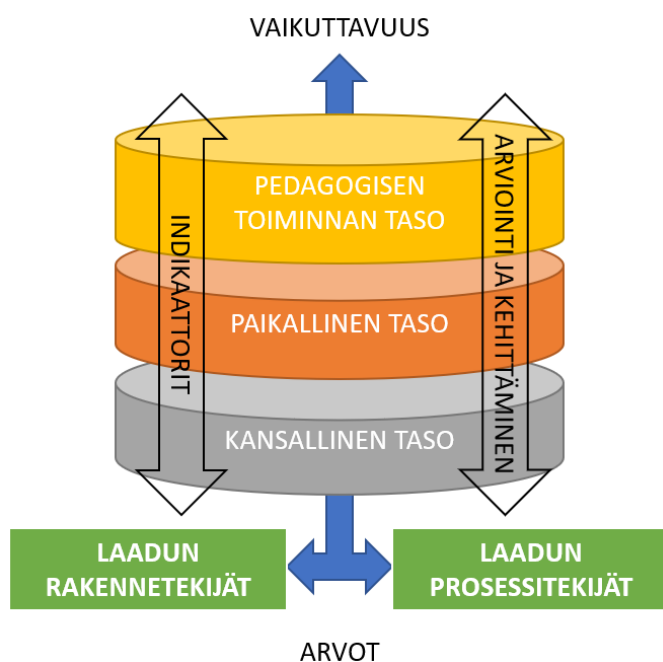 VAIKUTTAVUUS
PEDAGOGISEN
TOIMINNAN TASO
INDIKAATTORIT
ARVIOINTI JA KEHITTÄMINEN
PAIKALLINEN TASO
KANSALLINEN TASO
LAADUN
RAKENNETEKIJÄT
LAADUN
PROSESSITEKIJÄT
ARVOT